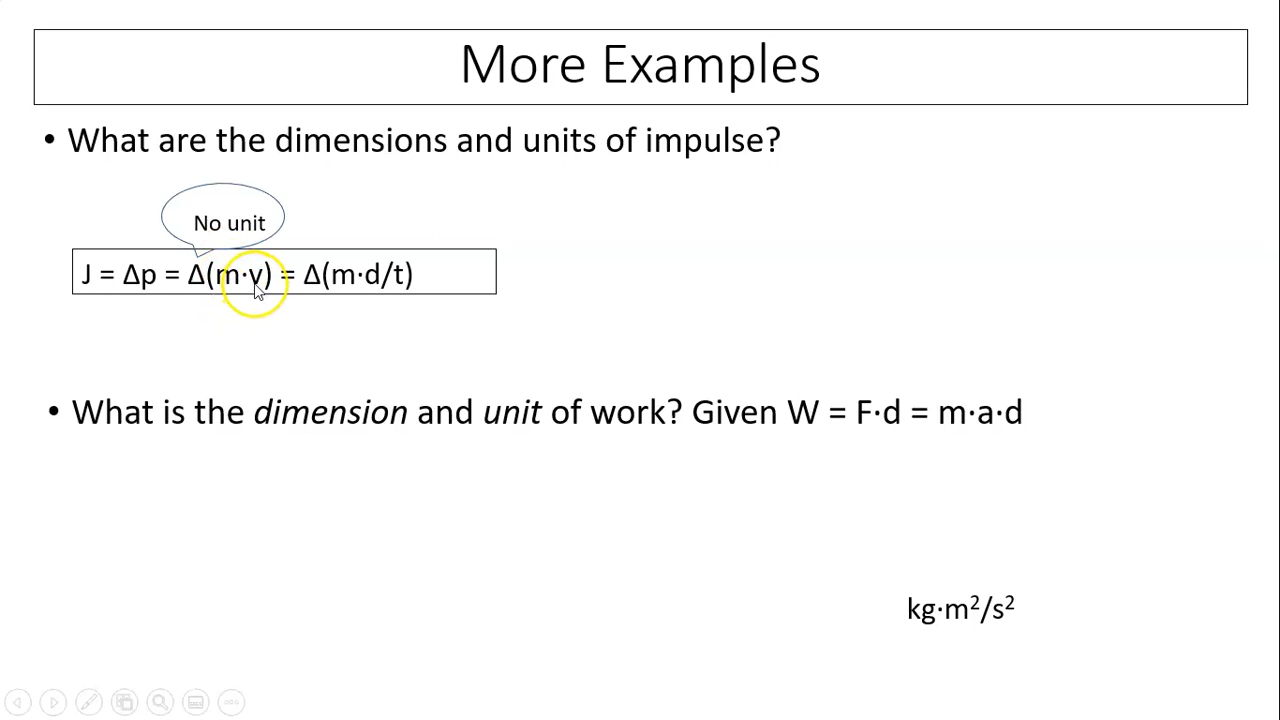 More Examples
• What are the dimensions and units of impulse?
No unit
J = Δp = Δ(m·v) = Δ(m·d/t)
• What is the dimension and unit of work? Given W = F·d = m·a·d
kg·m²/s²